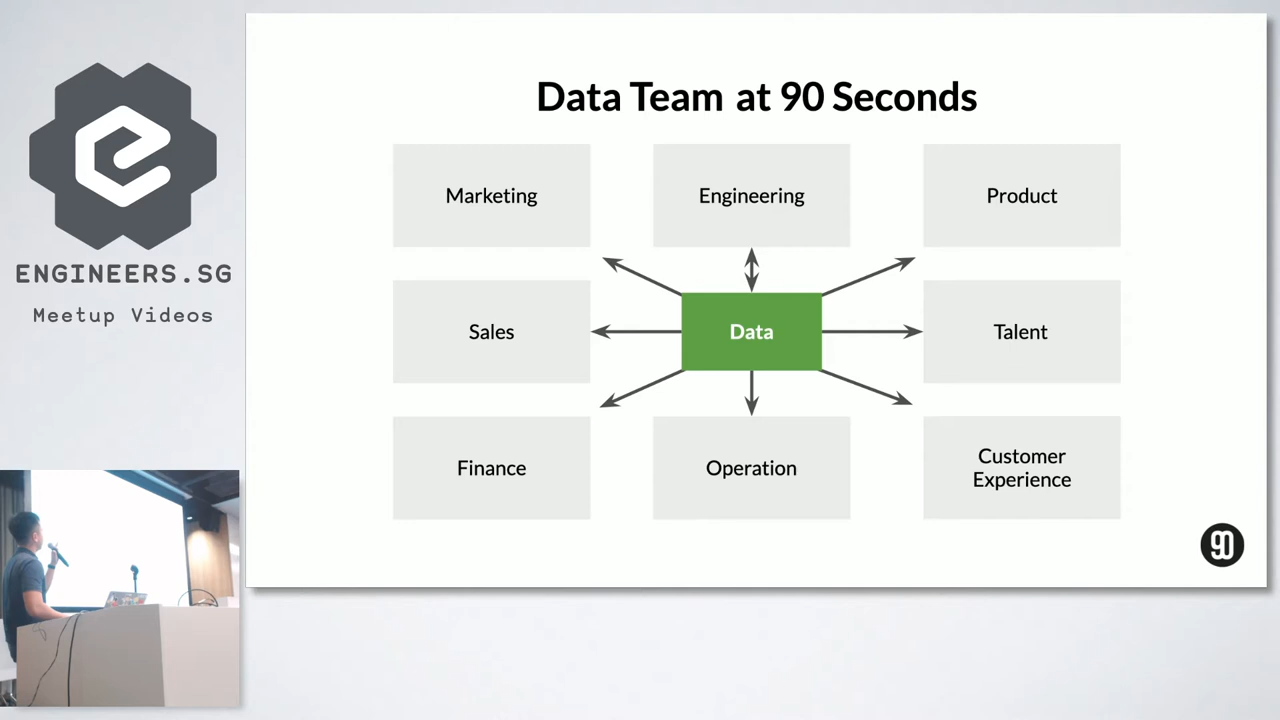 ENGINEERS.SG
Meetup Videos
Data Team at 90 Seconds
Marketing
Engineering
Product
Sales
Data
Talent
Finance
Operation
Customer
Experience
90